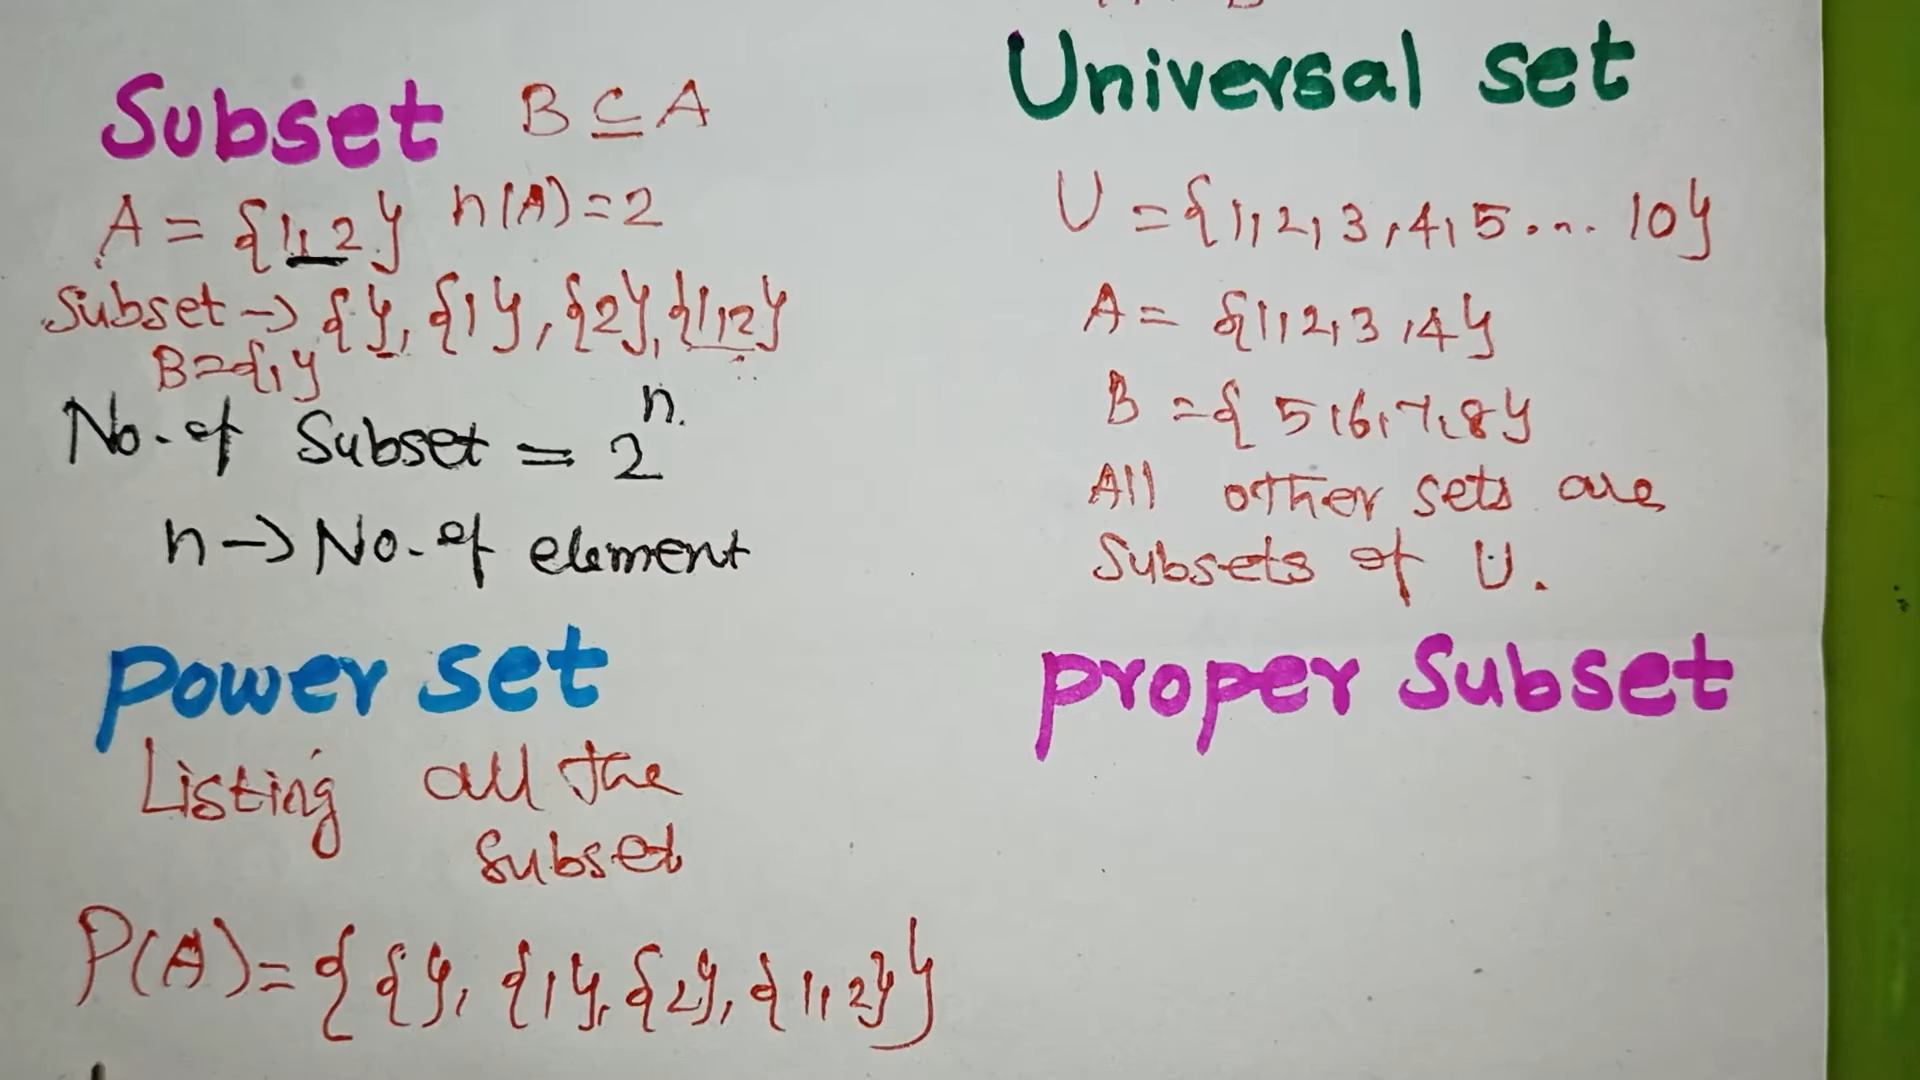 Subset B ⊆ A
A = {1,2} n(A)=2
Subset → { }, {1}, {2}, {1,2}
B={1}
No. of Subset = 2ⁿ
n → No. of element
Power set
Listing all the
Subset
P(A)= { { }, {1}, {2}, {1,2} }
Universal set
U = {1,2,3,4,5.... 10}
A = {1,2,3,4}
B = {5,6,7,8}
All other sets are
Subsets of U.
proper Subset